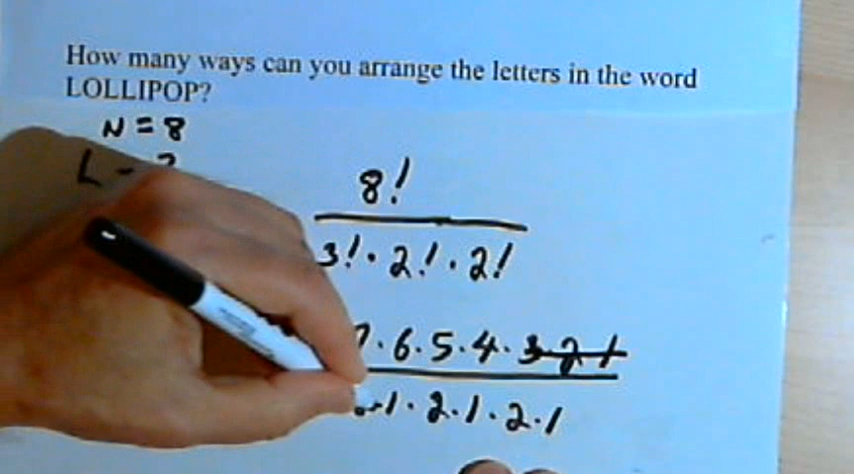 How many ways can you arrange the letters in the word
LOLLIPOP?
N = 8
L -
8!
3! · 2! · 2!
· 6 · 5 · 4 · 3 2 1
1 · 2 · 1 · 2 · 1